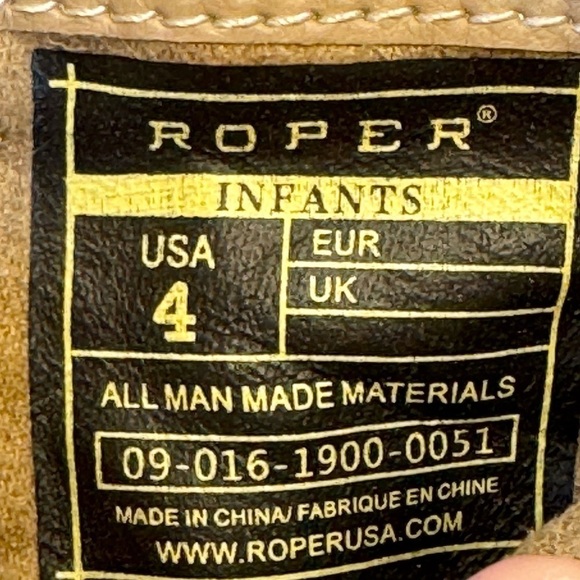 ROPER®
INFANTS
USA
4
EUR
UK
ALL MAN MADE MATERIALS
09-016-1900-0051
MADE IN CHINA/ FABRIQUE EN CHINE
WWW.ROPERUSA.COM